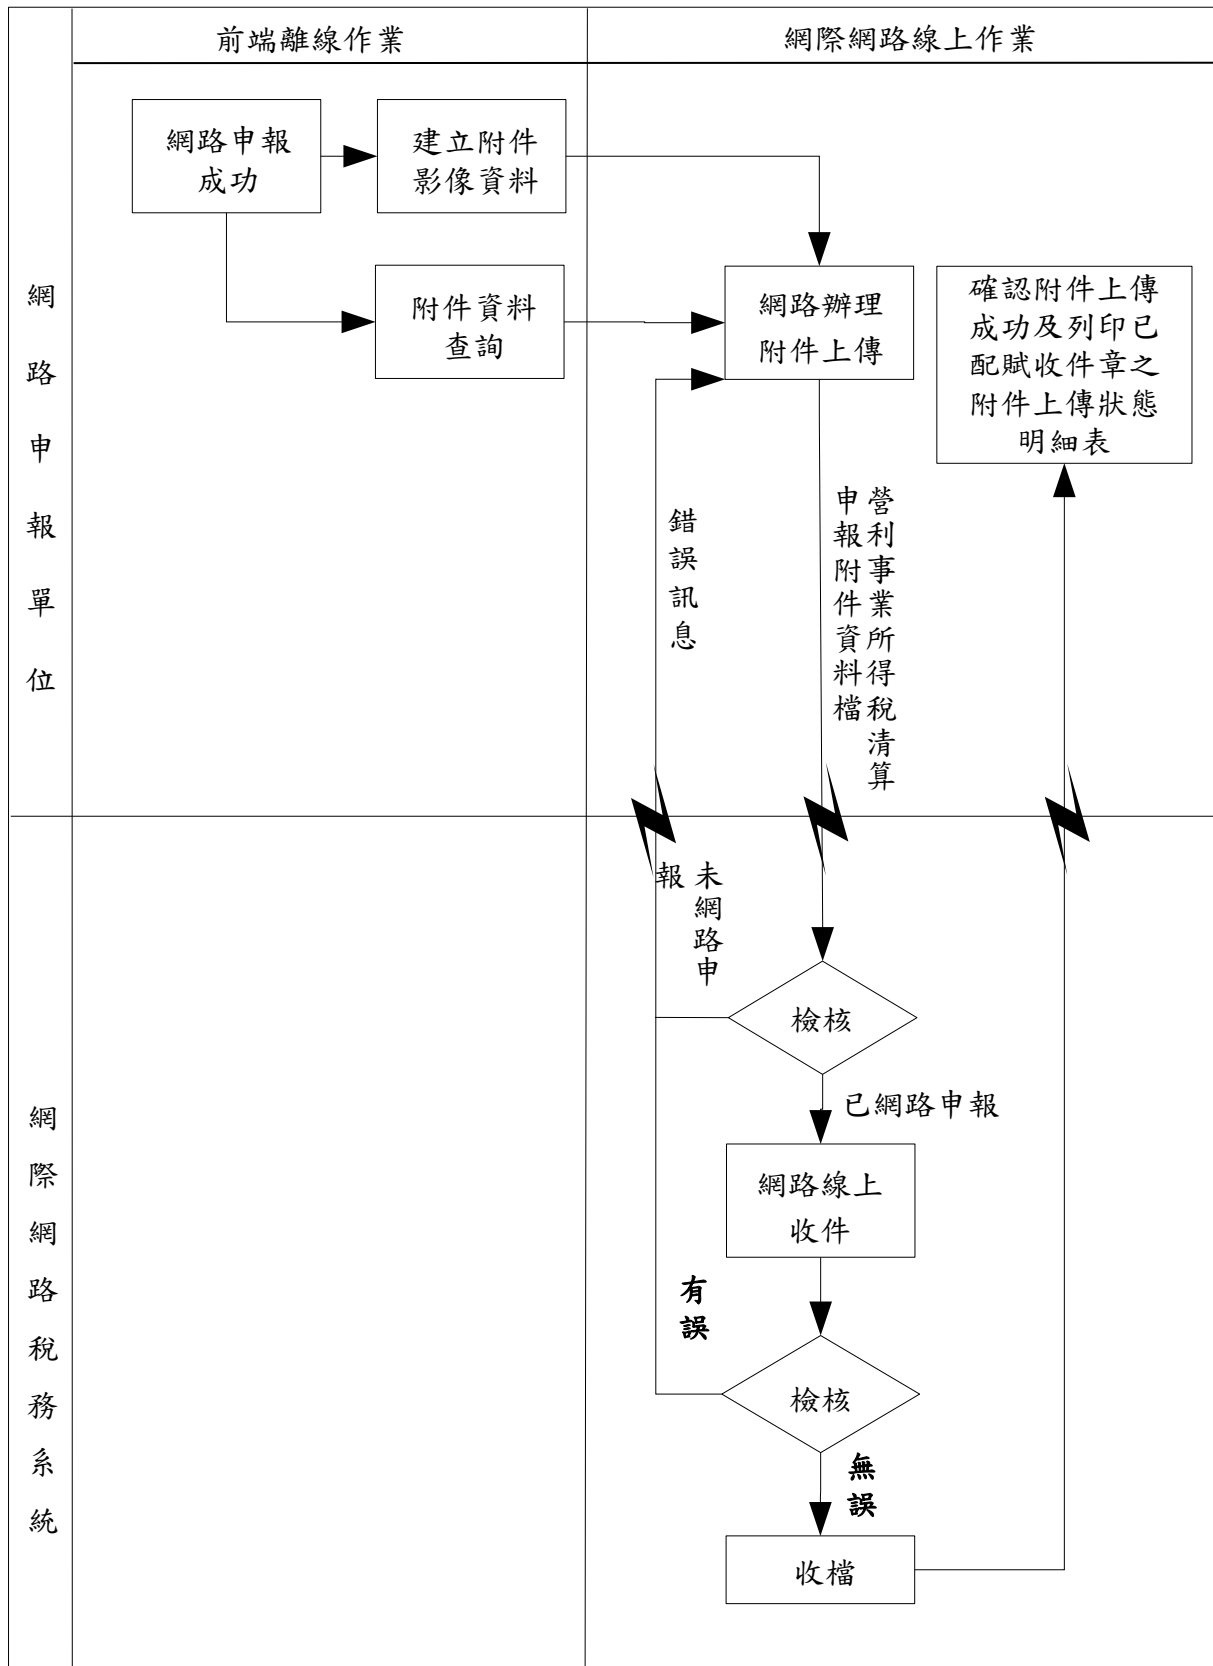 前端離線作業
網際網路線上作業
網路申報單位
網路申報
成功
建立附件
影像資料
附件資料
查詢
網路辦理
附件上傳
確認附件上傳
成功及列印已
配賦收件章之
附件上傳狀態
明細表
錯誤訊息
營利事業所得稅清算
申報附件資料檔
網際網路稅務系統
未網路申
報
檢核
已網路申報
網路線上
收件
有誤
檢核
無誤
收檔